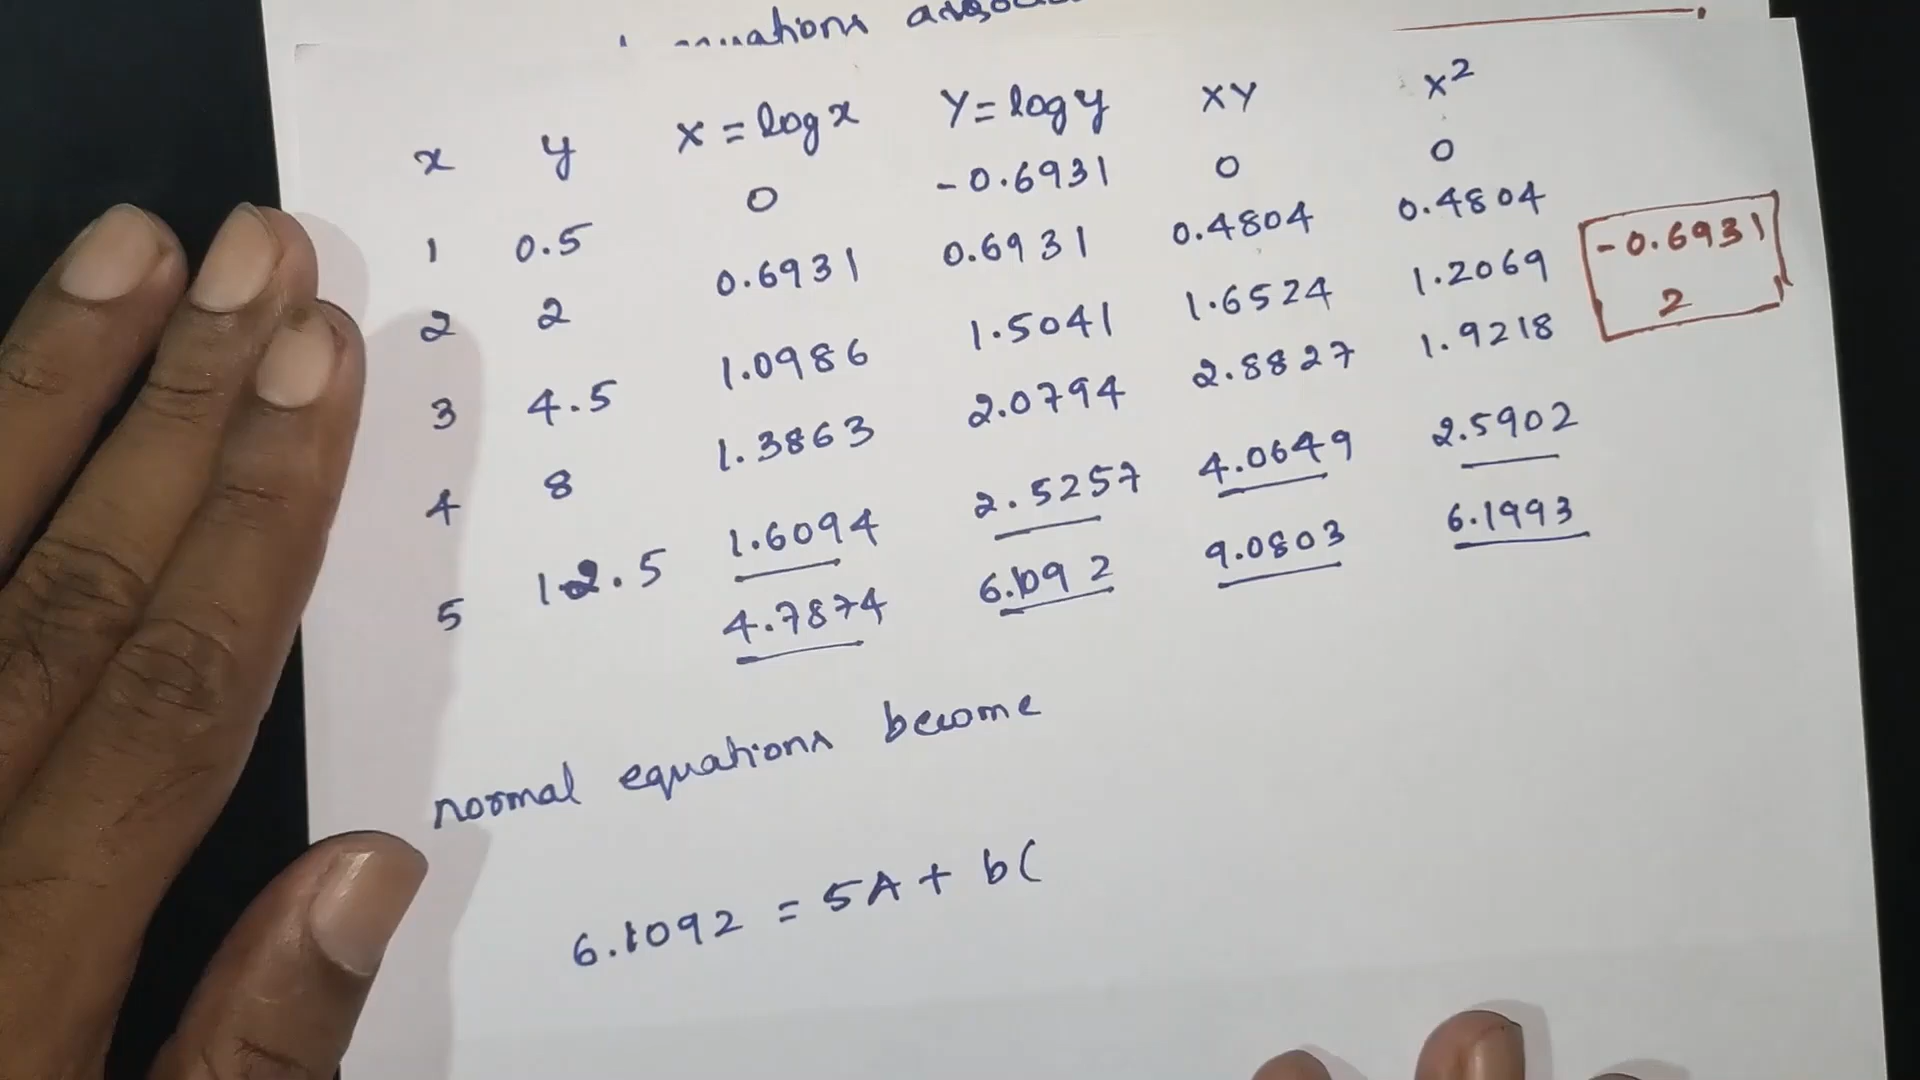 equations
x y X = log x Y = log y XY X2
1 0.5 0 -0.6931 0 0
2 2 0.6931 0.6931 0.4804 0.4804
3 4.5 1.0986 1.5041 1.6524 1.2069
4 8 1.3863 2.0794 2.8827 1.9218
5 12.5 1.6094 2.5257 4.0649 2.5902
4.7874 6.1092 9.0803 6.1993
-0.6931
2
normal equations become
6.1092 = 5A + b(